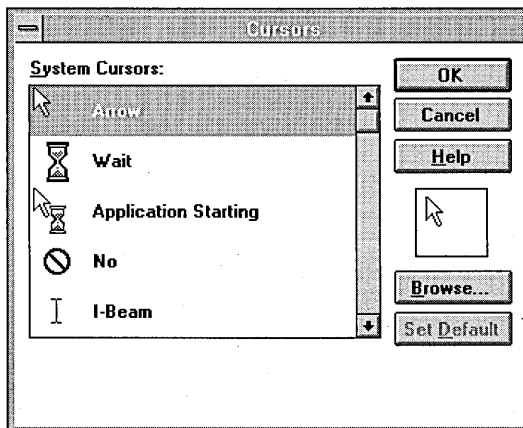 Cursors
System Cursors:
Arrow
Wait
Application Starting
No
I-Beam
OK
Cancel
Help
Browse...
Set Default